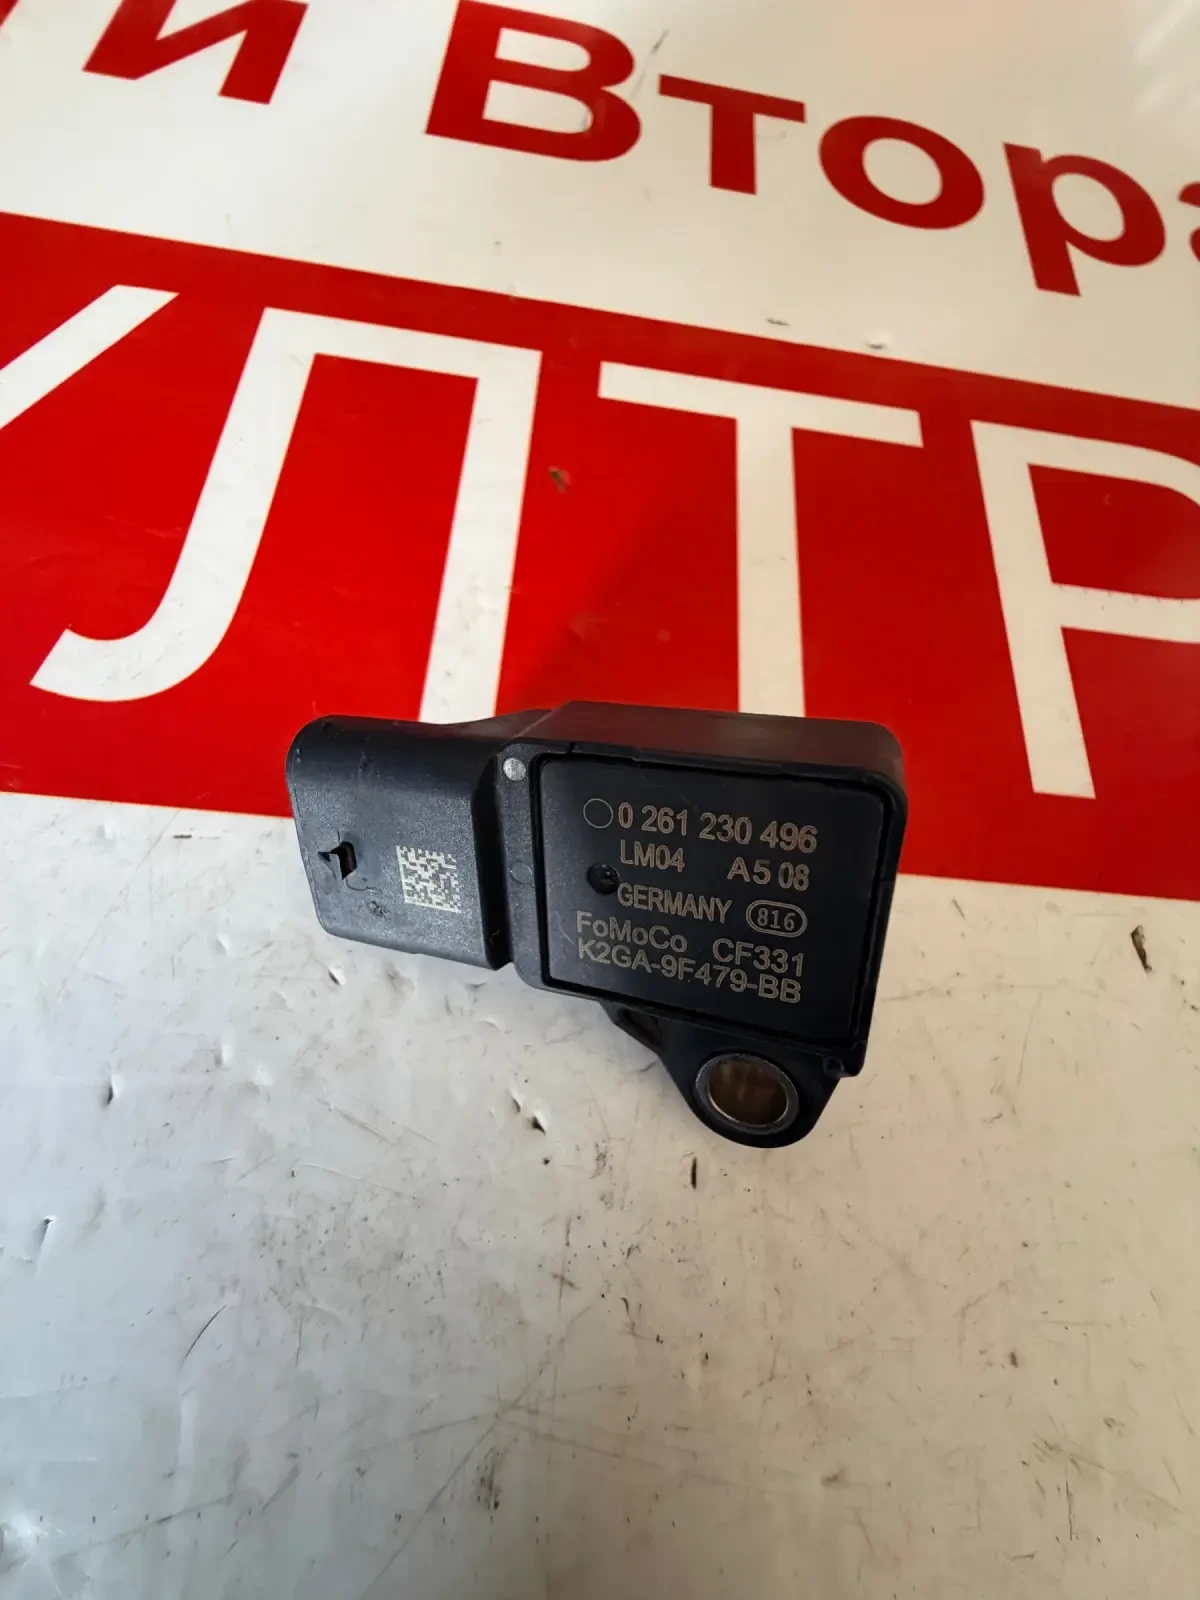 и Втор
УЛТР
0 261 230 496
LM04 A5 08
GERMANY 816
FoMoCo CF331
K2GA-9F479-BB